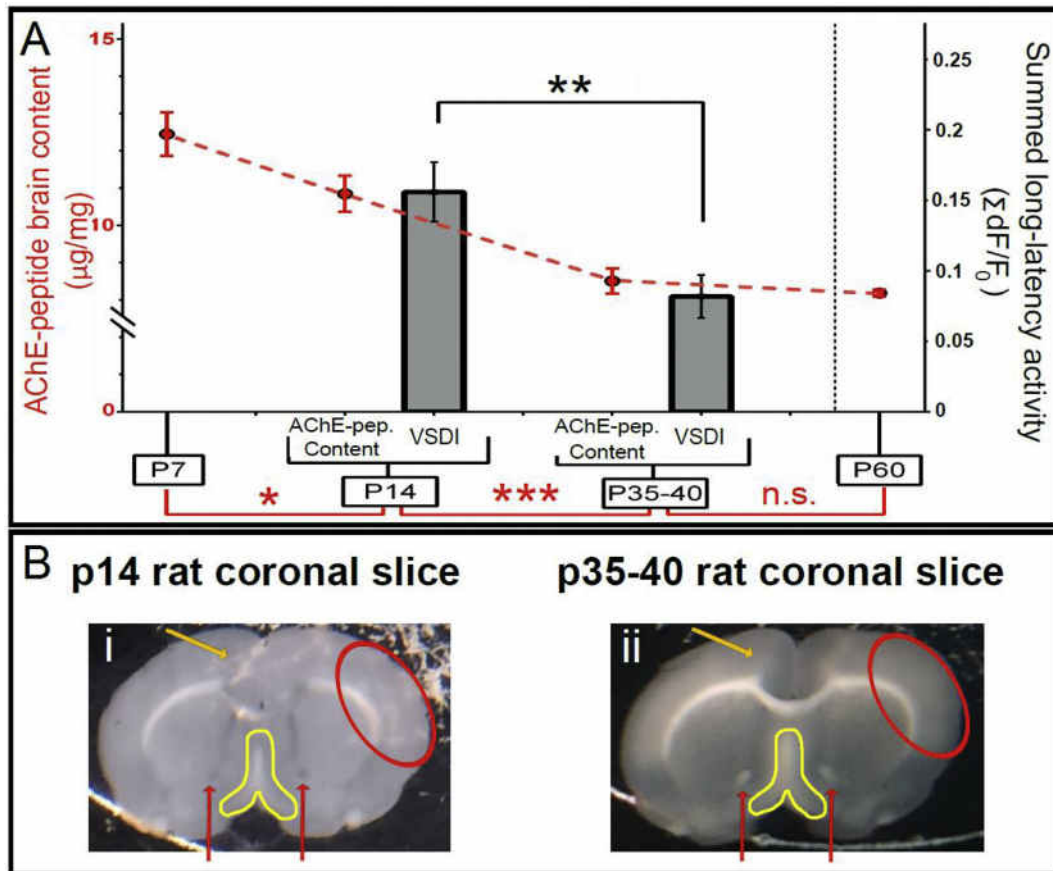 A
15
10
0
AChE-peptide brain content
(µg/mg)
**
0.25
0.2
0.15
0.1
0.05
0
Summed long-latency activity
(ΣdF/F0)
AChE-pep.
Content
VSDI
AChE-pep.
Content
VSDI
P7
P14
P35-40
P60
*
***
n.s.
B
p14 rat coronal slice
p35-40 rat coronal slice
i
ii